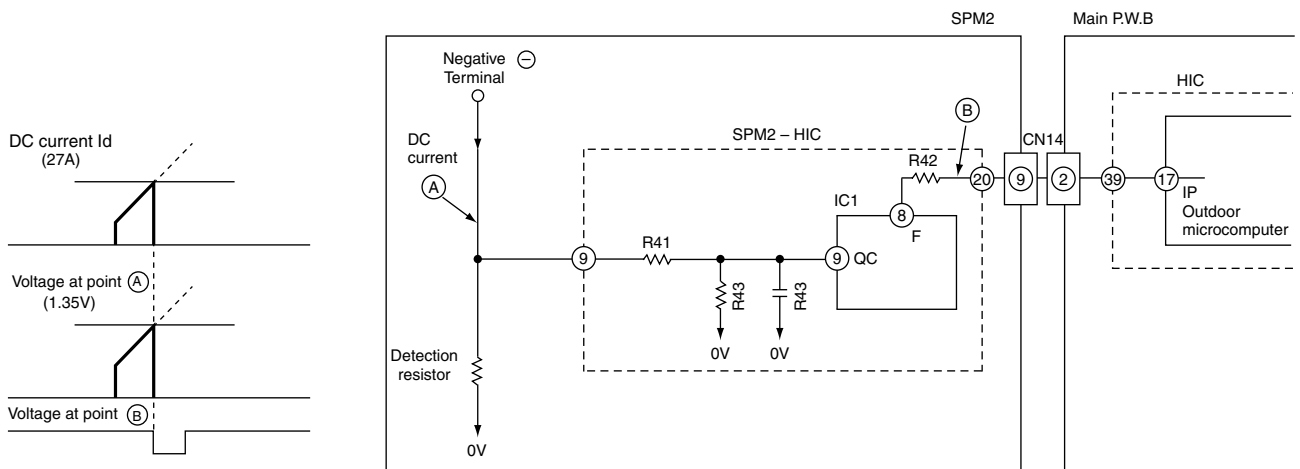 DC current Id
(27A)
Voltage at point A
(1.35V)
Voltage at point B
SPM2
Main P.W.B
Negative −
Terminal
DC
current
A
Detection
resistor
0V
SPM2 – HIC
9
R41
R43
0V
R43
0V
IC1
9 QC
8
F
R42
B
20
CN14
9
2
HIC
39
17
IP
Outdoor
microcomputer